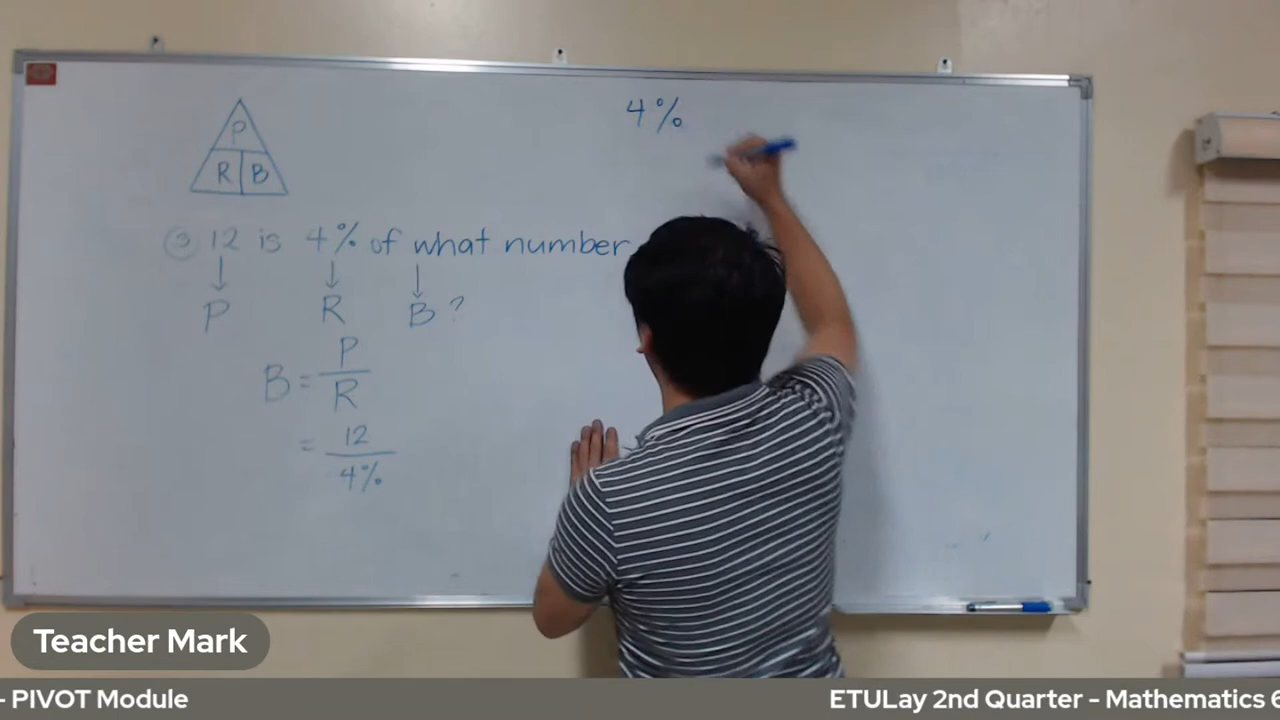 4%
P
R B
③ 12 is 4% of what number
P R B ?
B = P
R
= 12
4%
Teacher Mark
- PIVOT Module
ETULay 2nd Quarter - Mathematics 6